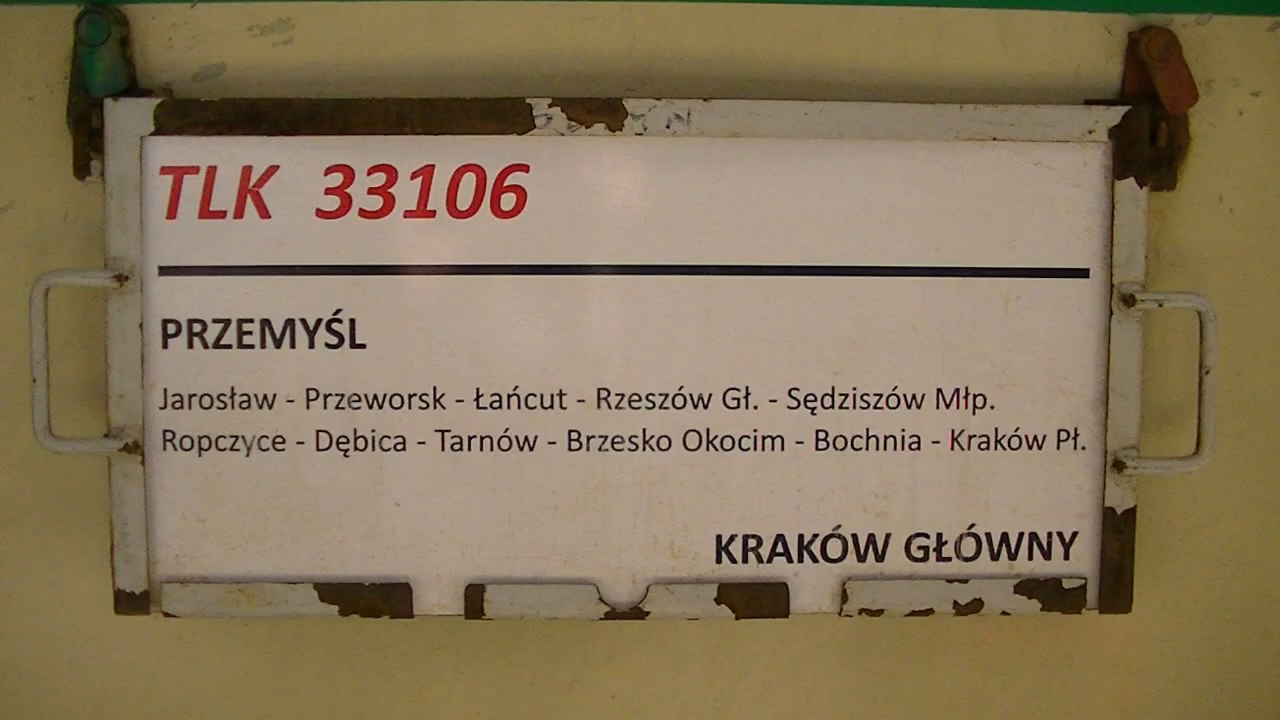 TLK 33106
PRZEMYŚL
Jarosław - Przeworsk - Łańcut - Rzeszów Gł. - Sędziszów Młp.
Ropczyce - Dębica - Tarnów - Brzesko Okocim - Bochnia - Kraków Pł.
KRAKÓW GŁÓWNY